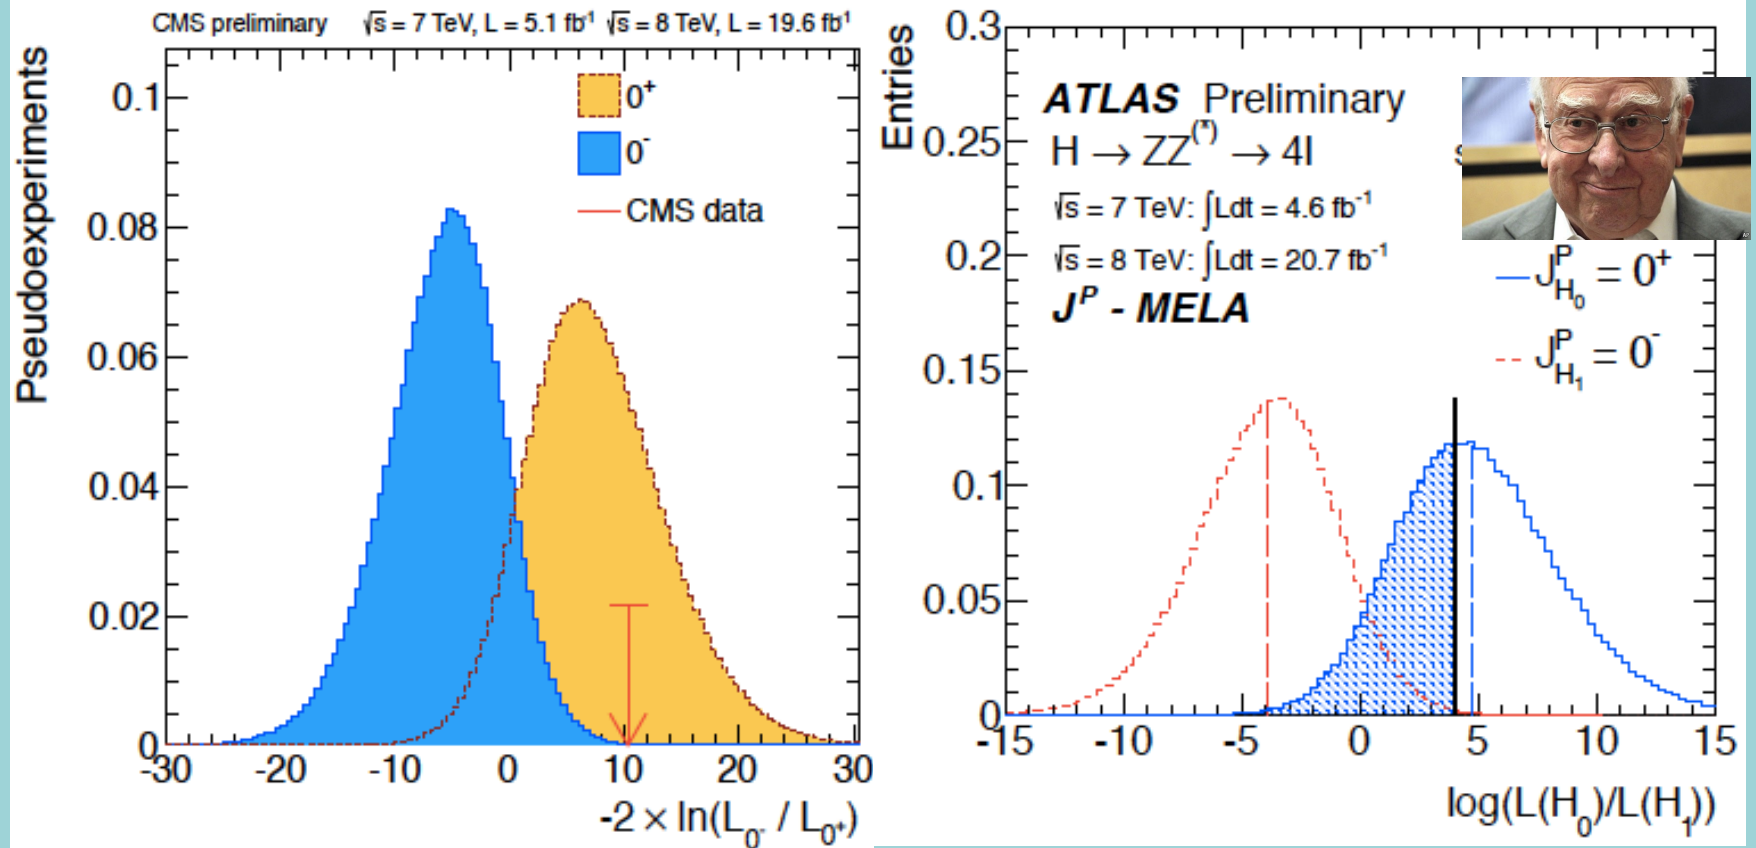 CMS preliminary √s = 7 TeV, L = 5.1 fb⁻¹ √s = 8 TeV, L = 19.6 fb⁻¹
Pseudoexperiments
0.1
0.08
0.06
0.04
0.02
0
0⁺
0⁻
CMS data
-30 -20 -10 0 10 20 30
-2 × ln(L₀⁻ / L₀⁺)
Entries
0.3
0.25
0.2
0.15
0.1
0.05
0
ATLAS Preliminary
H → ZZ⁽*⁾ → 4l
√s = 7 TeV: ∫Ldt = 4.6 fb⁻¹
√s = 8 TeV: ∫Ldt = 20.7 fb⁻¹
Jᴾ - MELA
Jᴾ_H₀ = 0⁺
Jᴾ_H₁ = 0⁻
-15 -10 -5 0 5 10 15
log(L(H₀)/L(H₁))